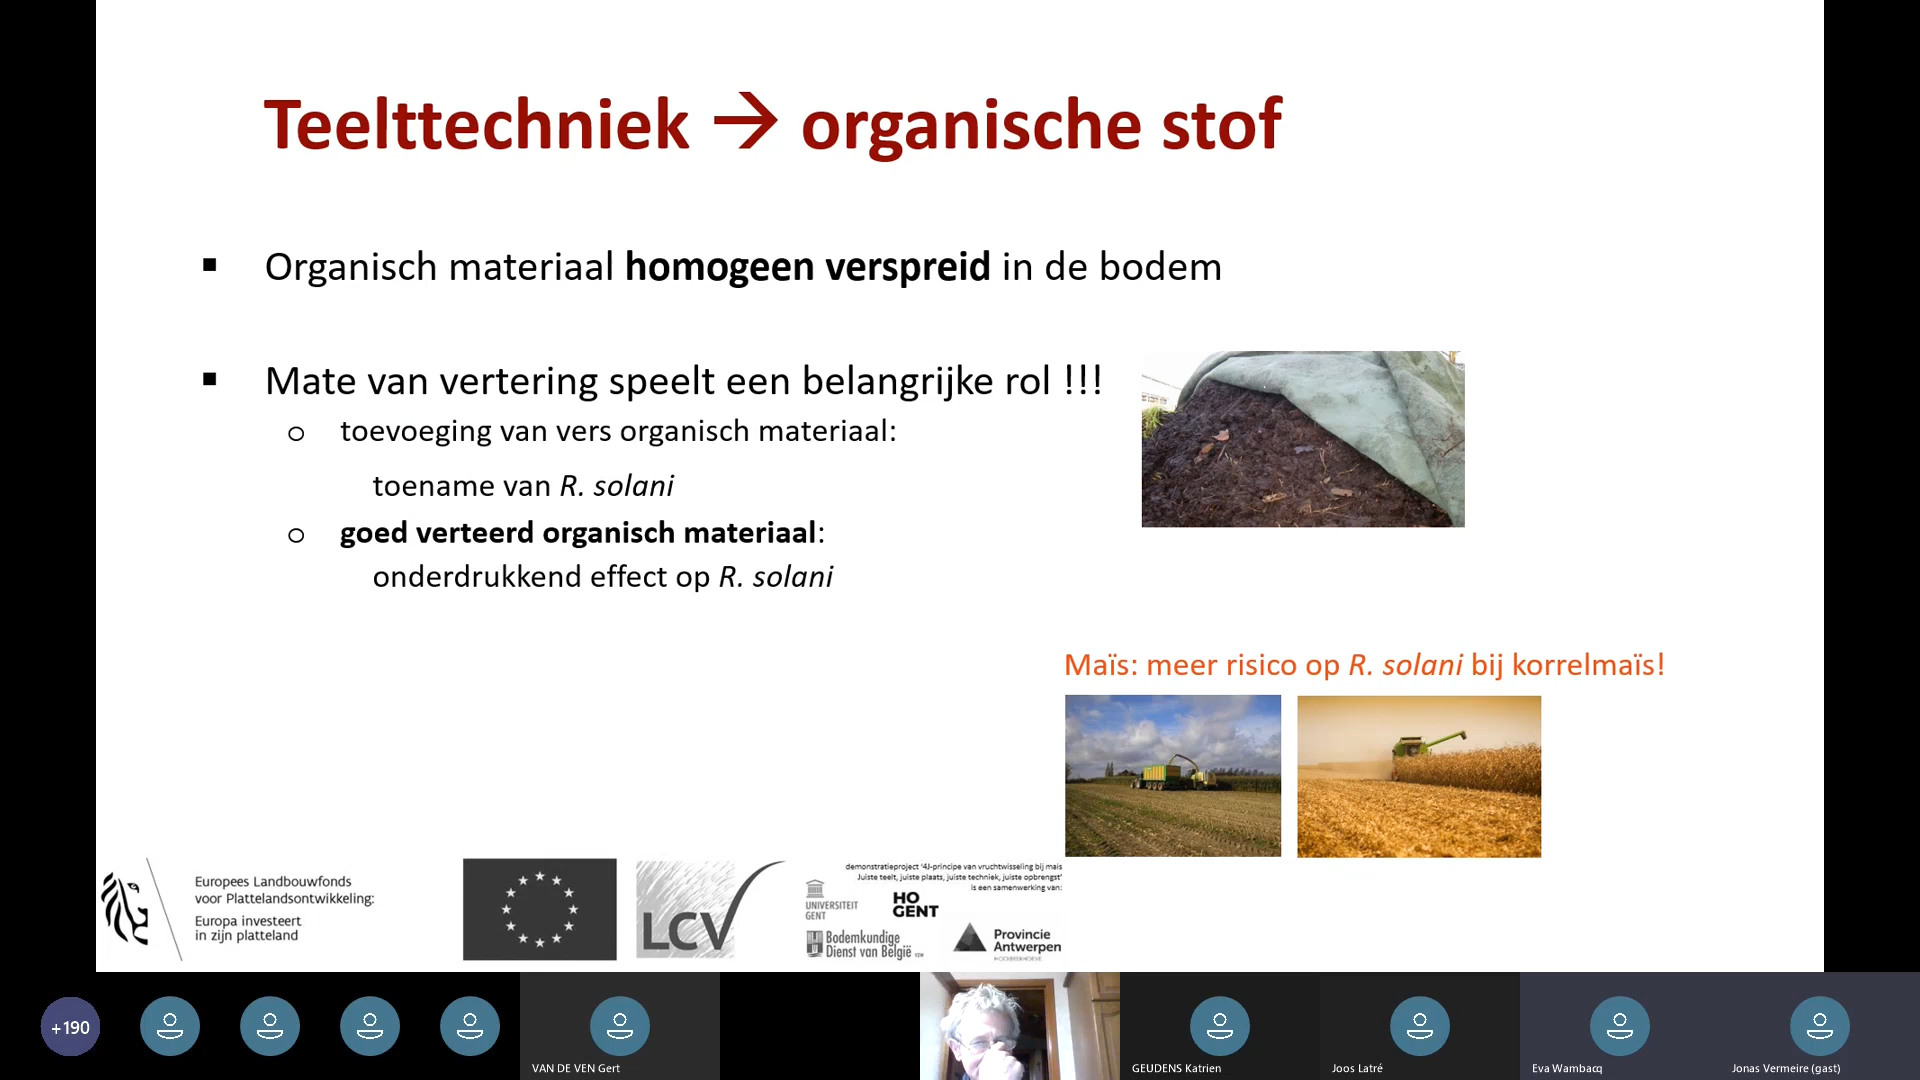 Teelttechniek → organische stof
▪ Organisch materiaal homogeen verspreid in de bodem
▪ Mate van vertering speelt een belangrijke rol !!!
o toevoeging van vers organisch materiaal:
toename van R. solani
o goed verteerd organisch materiaal:
onderdrukkend effect op R. solani
Maïs: meer risico op R. solani bij korrelmaïs!
Europees Landbouwfonds
voor Plattelandsontwikkeling:
Europa investeert
in zijn platteland
LCV
demonstratieproject '4J-principe van vruchtwisseling bij maïs
Juiste teelt, juiste plaats, juiste techniek, juiste opbrengst'
is een samenwerking van:
UNIVERSITEIT
GENT
HO
GENT
Bodemkundige
Dienst van België vzw
Provincie
Antwerpen
HOOIBEEKHOEVE
+190
VAN DE VEN Gert
GEUDENS Katrien
Joos Latré
Eva Wambacq
Jonas Vermeire (gast)